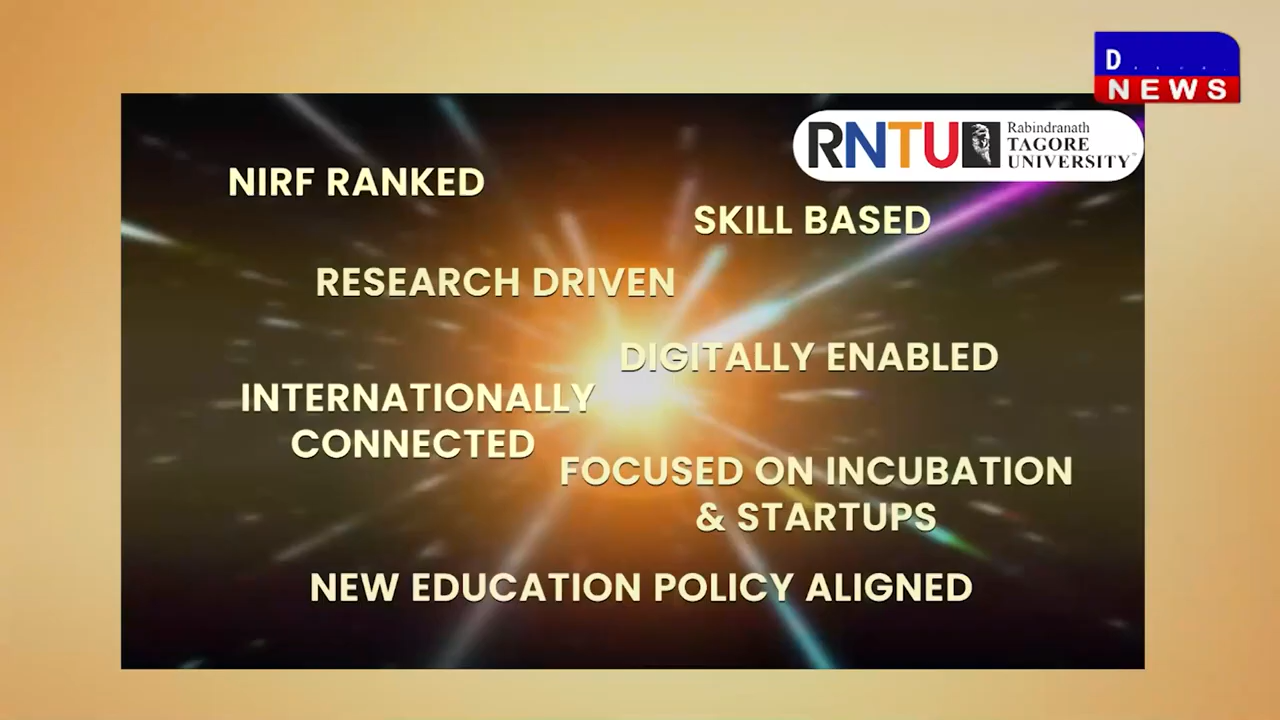 D
NEWS
RNTU
Rabindranath
TAGORE
UNIVERSITY™
NIRF RANKED
SKILL BASED
RESEARCH DRIVEN
DIGITALLY ENABLED
INTERNATIONALLY
CONNECTED
FOCUSED ON INCUBATION
& STARTUPS
NEW EDUCATION POLICY ALIGNED